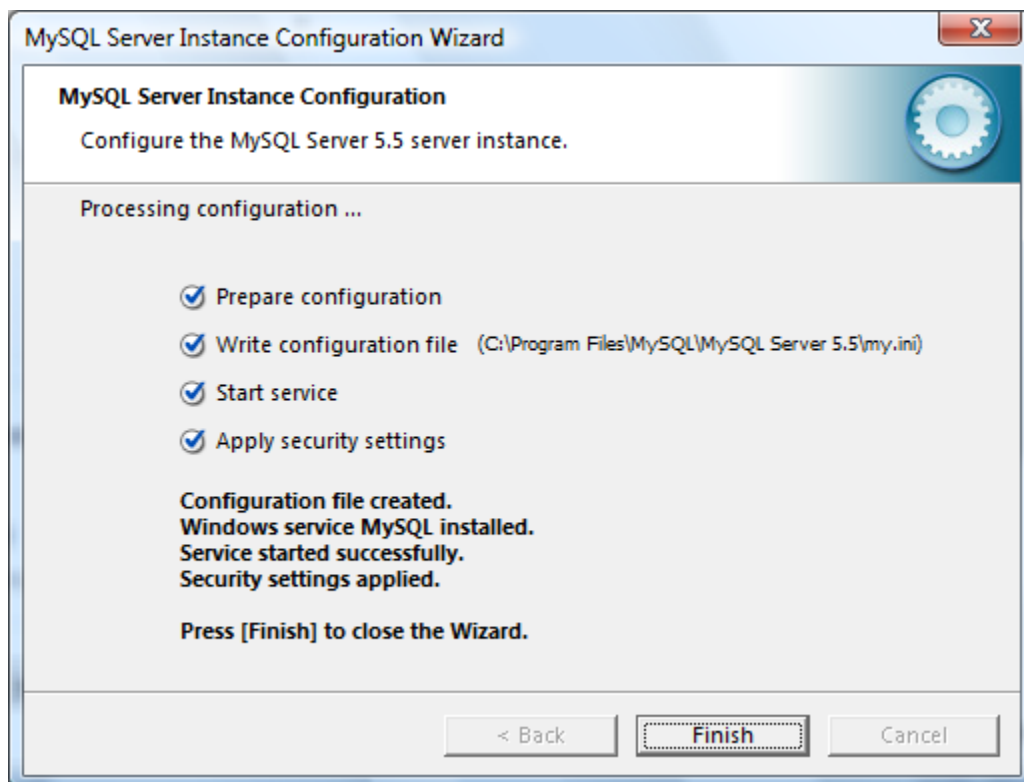 MySQL Server Instance Configuration Wizard
MySQL Server Instance Configuration
Configure the MySQL Server 5.5 server instance.
Processing configuration ...
Prepare configuration
Write configuration file (C:\Program Files\MySQL\MySQL Server 5.5\my.ini)
Start service
Apply security settings
Configuration file created.
Windows service MySQL installed.
Service started successfully.
Security settings applied.
Press [Finish] to close the Wizard.
< Back Finish Cancel